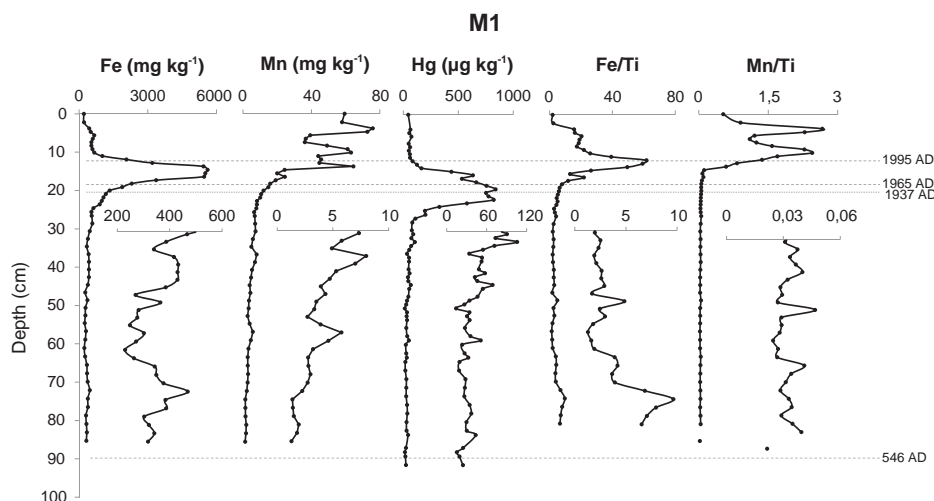 M1
Fe (mg kg⁻¹) Mn (mg kg⁻¹) Hg (µg kg⁻¹) Fe/Ti Mn/Ti
0 3000 6000 0 40 80 0 500 1000 0 40 80 0 1,5 3
0
10
1995 AD
1965 AD
20
1937 AD
200 400 600 0 5 10 0 60 120 0 5 10 0 0,03 0,06
30
40
50
60
70
80
90
546 AD
100
Depth (cm)